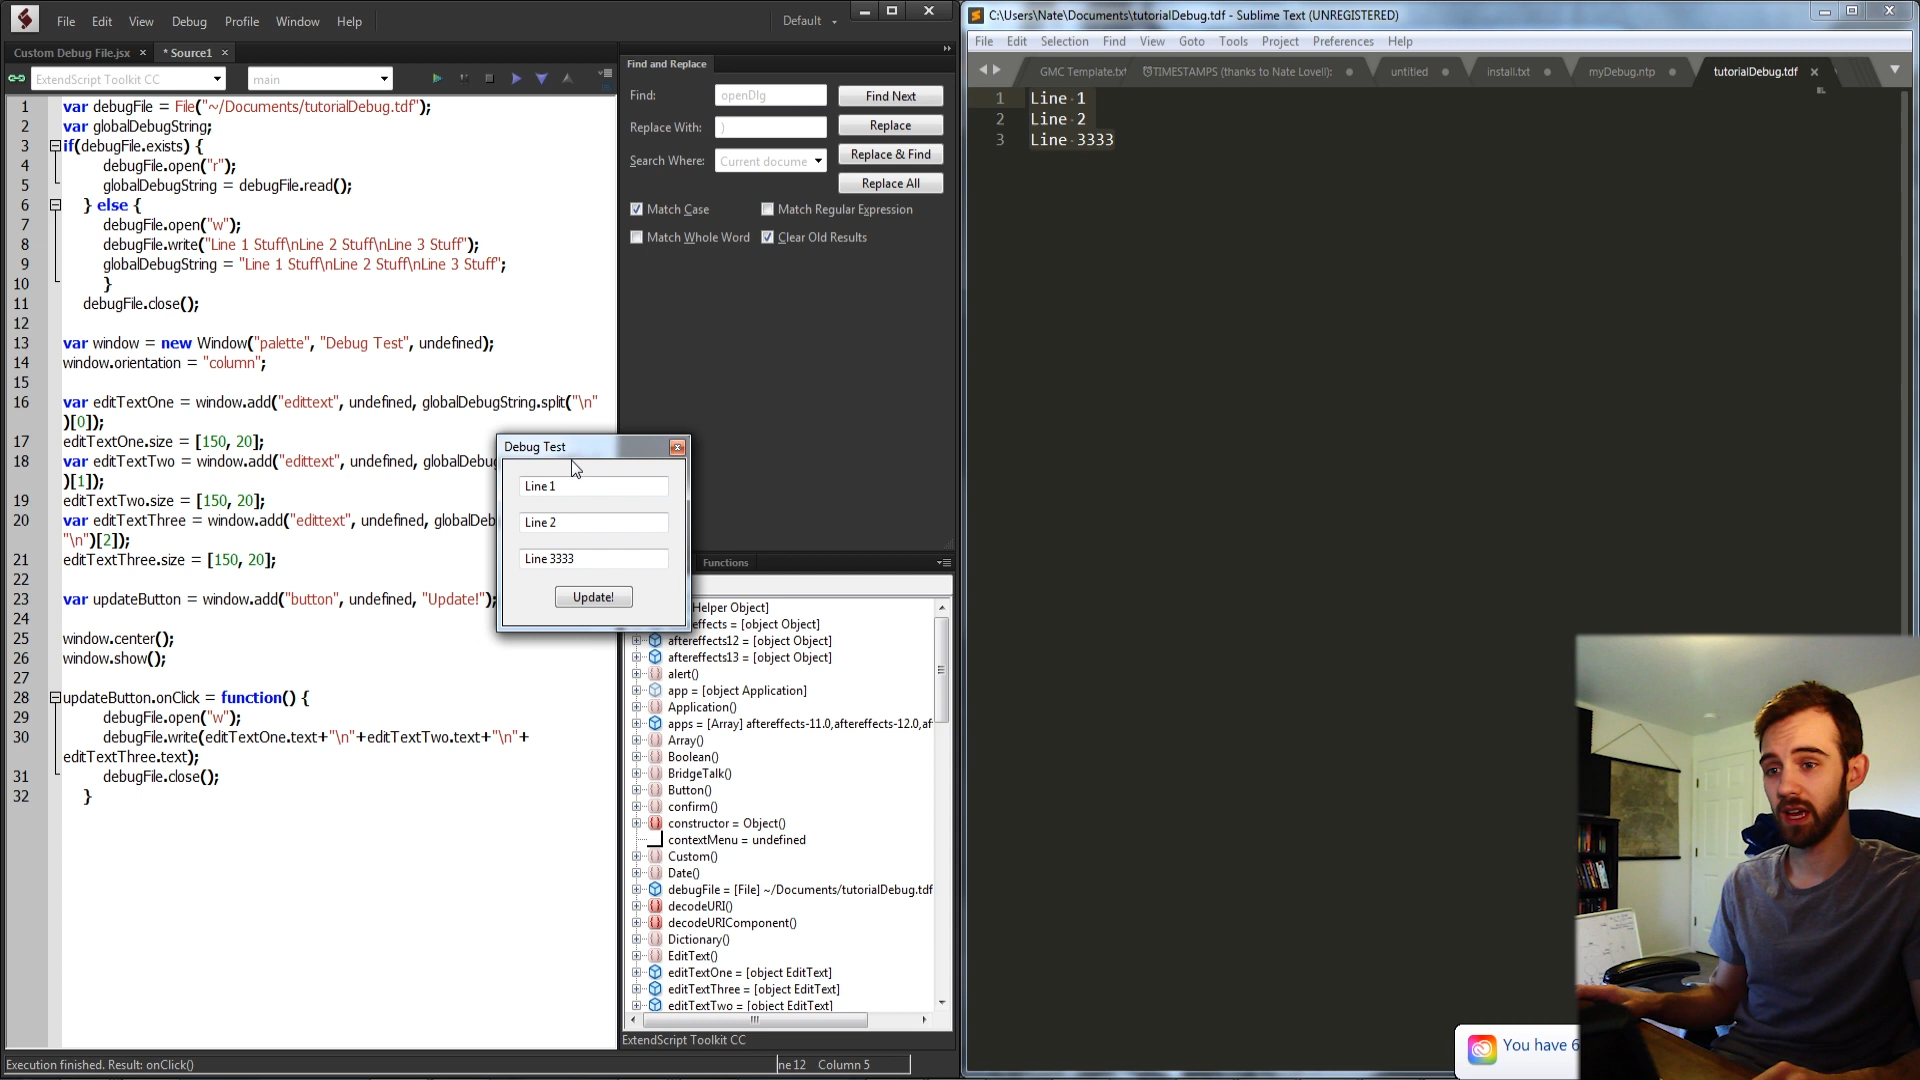 File Edit View Debug Profile Window Help
Default
Custom Debug File.jsx × * Source1 ×
ExtendScript Toolkit CC main
1 var debugFile = File("~/Documents/tutorialDebug.tdf");
2 var globalDebugString;
3 if(debugFile.exists) {
4 debugFile.open("r");
5 globalDebugString = debugFile.read();
6 } else {
7 debugFile.open("w");
8 debugFile.write("Line 1 Stuff\nLine 2 Stuff\nLine 3 Stuff");
9 globalDebugString = "Line 1 Stuff\nLine 2 Stuff\nLine 3 Stuff";
10 }
11 debugFile.close();
12
13 var window = new Window("palette", "Debug Test", undefined);
14 window.orientation = "column";
15
16 var editTextOne = window.add("edittext", undefined, globalDebugString.split("\n"
)[0]);
17 editTextOne.size = [150, 20];
18 var editTextTwo = window.add("edittext", undefined, globalDebug
)[1]);
19 editTextTwo.size = [150, 20];
20 var editTextThree = window.add("edittext", undefined, globalDeb
"\n")[2]);
21 editTextThree.size = [150, 20];
22
23 var updateButton = window.add("button", undefined, "Update!");
24
25 window.center();
26 window.show();
27
28 updateButton.onClick = function() {
29 debugFile.open("w");
30 debugFile.write(editTextOne.text+"\n"+editTextTwo.text+"\n"+
editTextThree.text);
31 debugFile.close();
32 }
Execution finished. Result: onClick()
ne 12 Column 5
Find and Replace
Find: openDlg Find Next
Replace With: ) Replace
Search Where: Current docume Replace & Find
Replace All
Match Case Match Regular Expression
Match Whole Word Clear Old Results
Debug Test
Line 1
Line 2
Line 3333
Update!
Functions
Helper Object]
effects = [object Object]
aftereffects12 = [object Object]
aftereffects13 = [object Object]
alert()
app = [object Application]
Application()
apps = [Array] aftereffects-11.0,aftereffects-12.0,af
Array()
Boolean()
BridgeTalk()
Button()
confirm()
constructor = Object()
contextMenu = undefined
Custom()
Date()
debugFile = [File] ~/Documents/tutorialDebug.tdf
decodeURI()
decodeURIComponent()
Dictionary()
EditText()
editTextOne = [object EditText]
editTextThree = [object EditText]
editTextTwo = [object EditText]
ExtendScript Toolkit CC
C:\Users\Nate\Documents\tutorialDebug.tdf - Sublime Text (UNREGISTERED)
File Edit Selection Find View Goto Tools Project Preferences Help
GMC Template.txt TIMESTAMPS (thanks to Nate Lovell): untitled install.txt myDebug.ntp tutorialDebug.tdf ×
1 Line 1
2 Line 2
3 Line 3333
You have 6